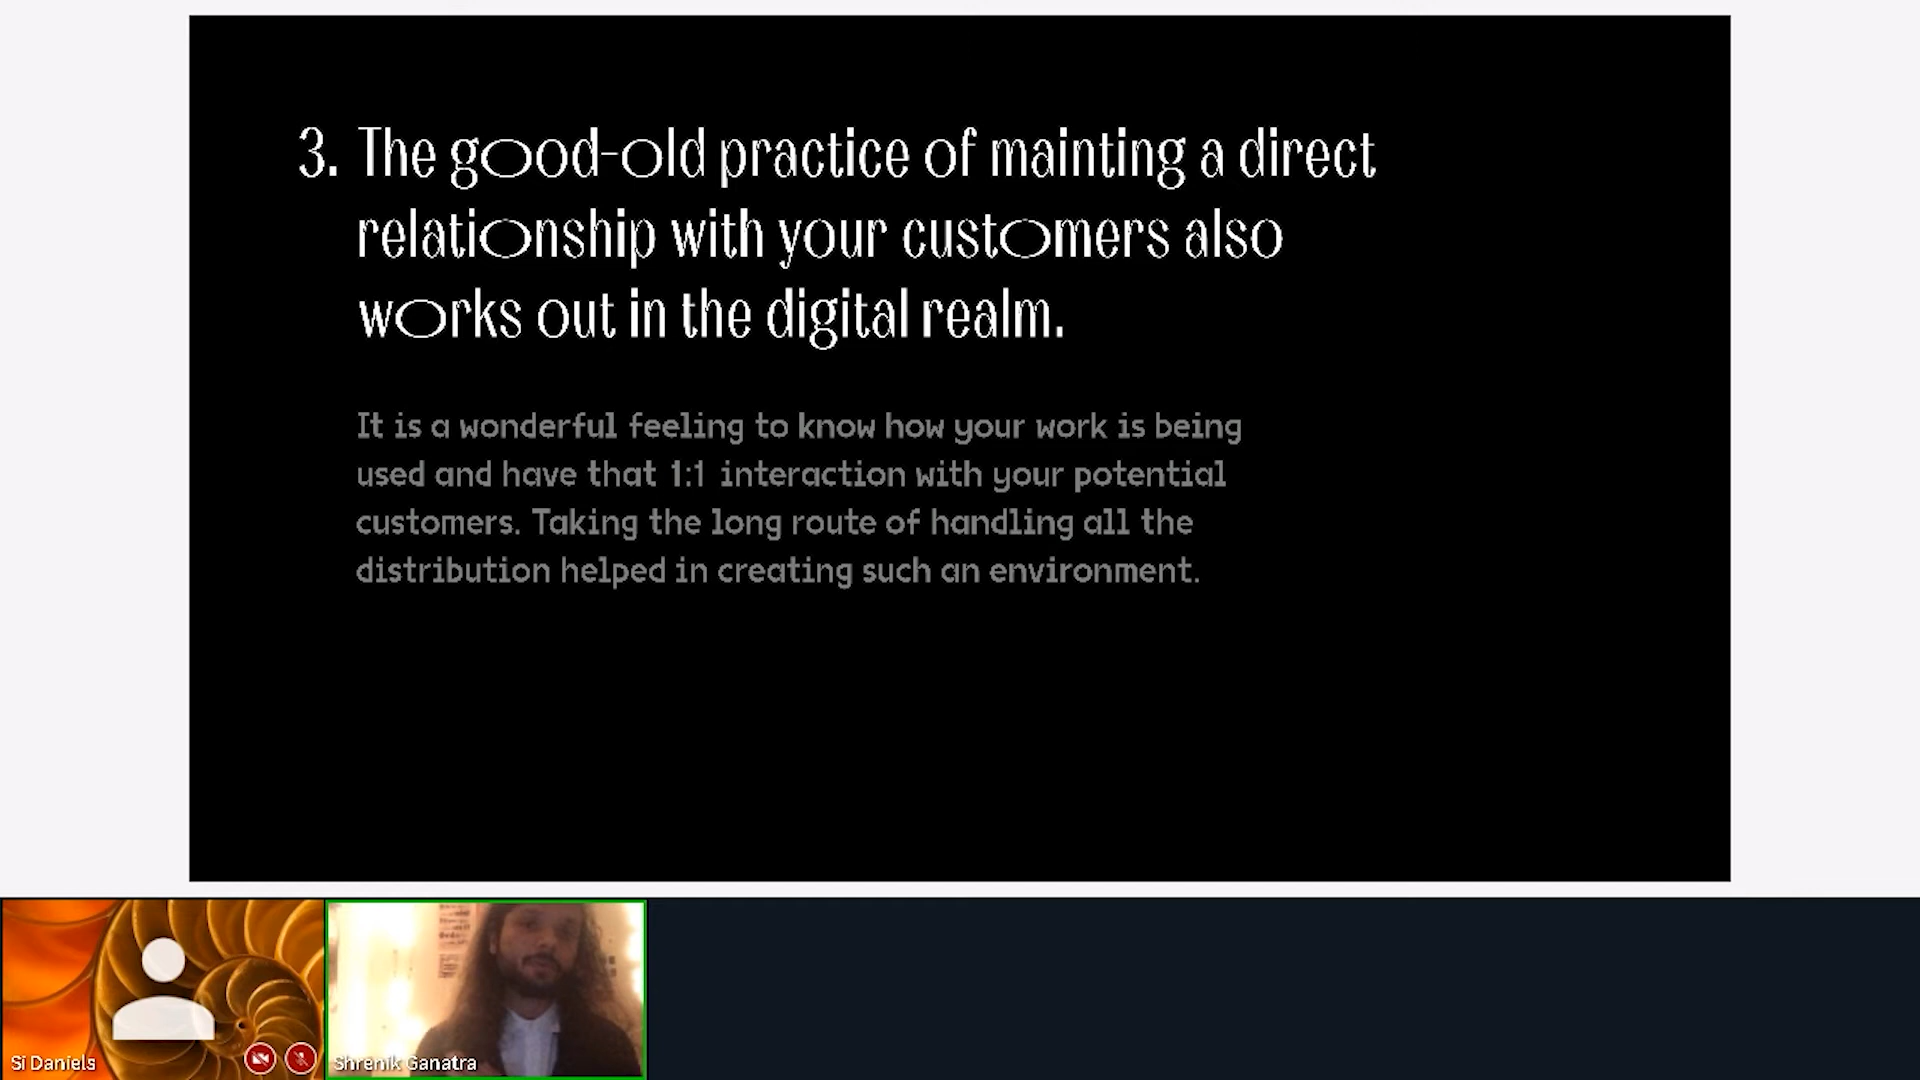 3. The good-old practice of mainting a direct
relationship with your customers also
works out in the digital realm.
It is a wonderful feeling to know how your work is being
used and have that 1:1 interaction with your potential
customers. Taking the long route of handling all the
distribution helped in creating such an environment.
Si Daniels
Shrenik Ganatra